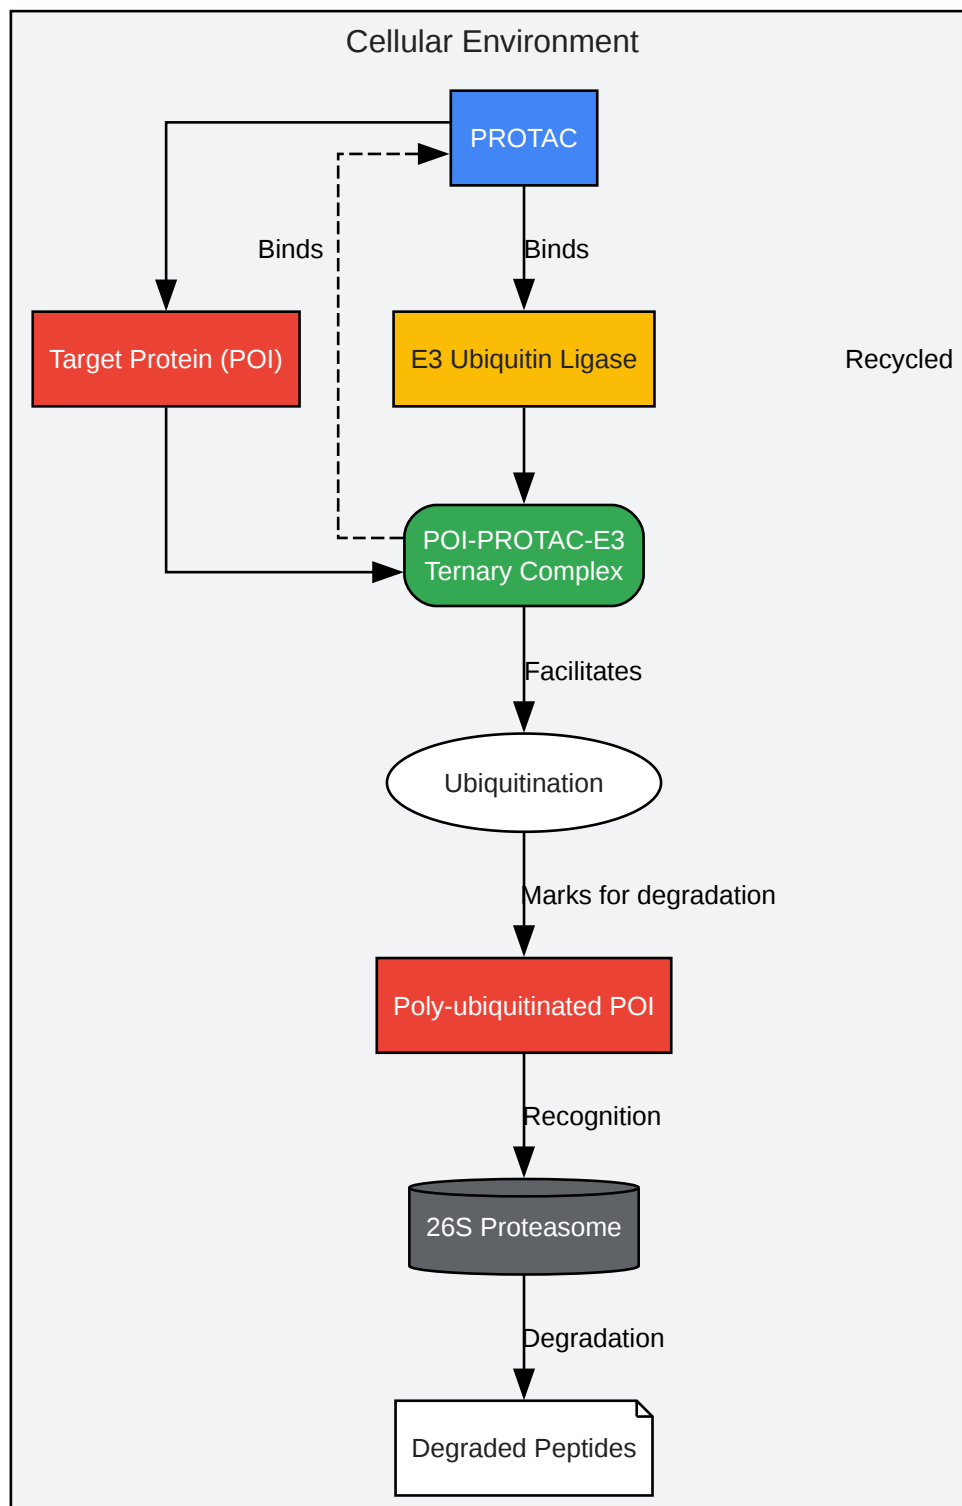 Cellular Environment
PROTAC
Binds
Binds
Target Protein (POI)
E3 Ubiquitin Ligase
Recycled
POI-PROTAC-E3
Ternary Complex
Facilitates
Ubiquitination
Marks for degradation
Poly-ubiquitinated POI
Recognition
26S Proteasome
Degradation
Degraded Peptides